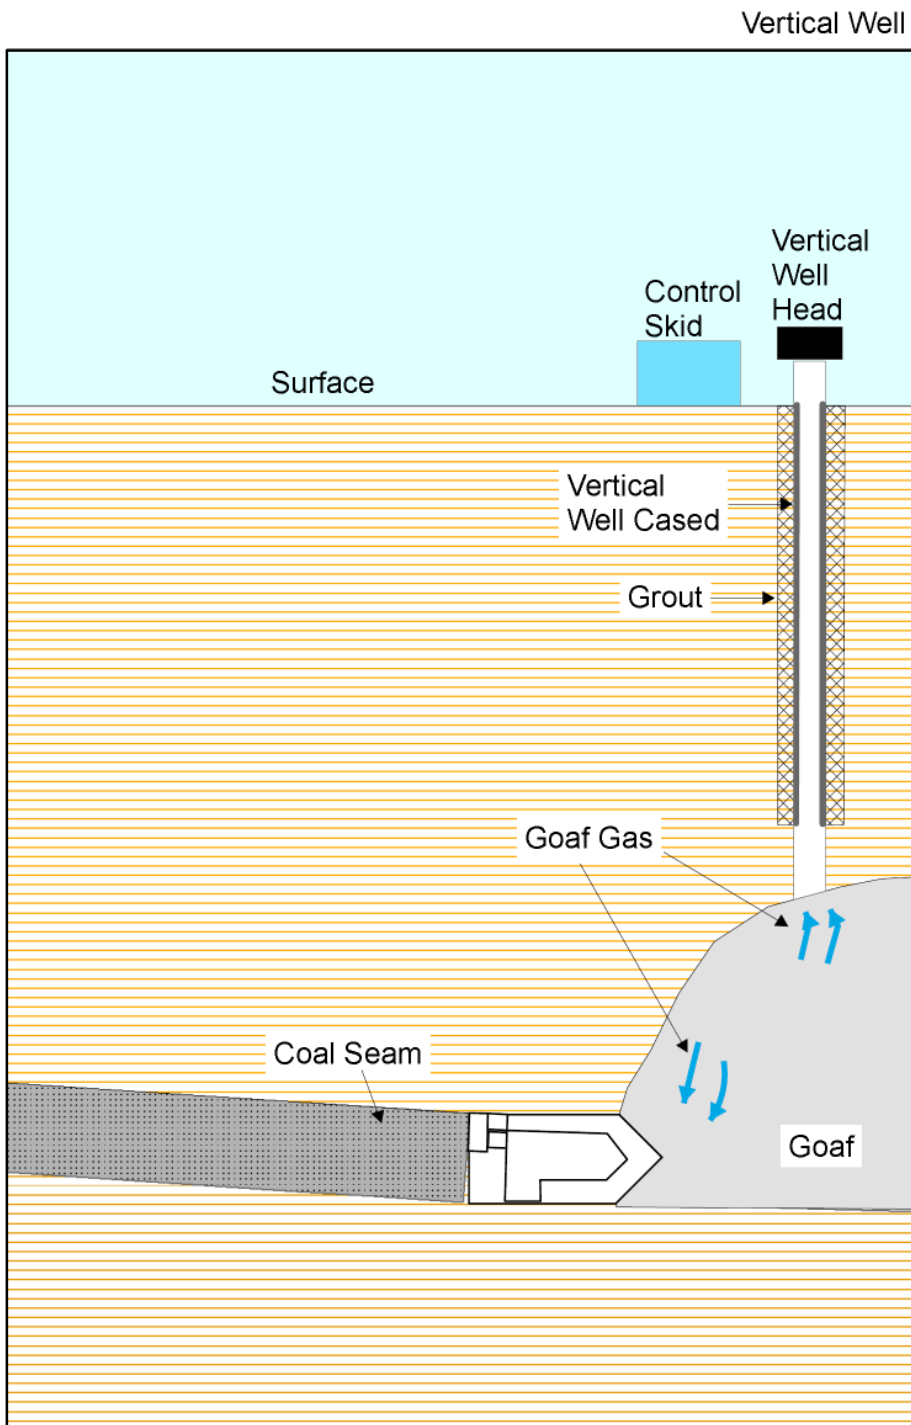 Vertical Well
Vertical
Well
Head
Control
Skid
Surface
Vertical
Well Cased
Grout
Goaf Gas
Coal Seam
Goaf